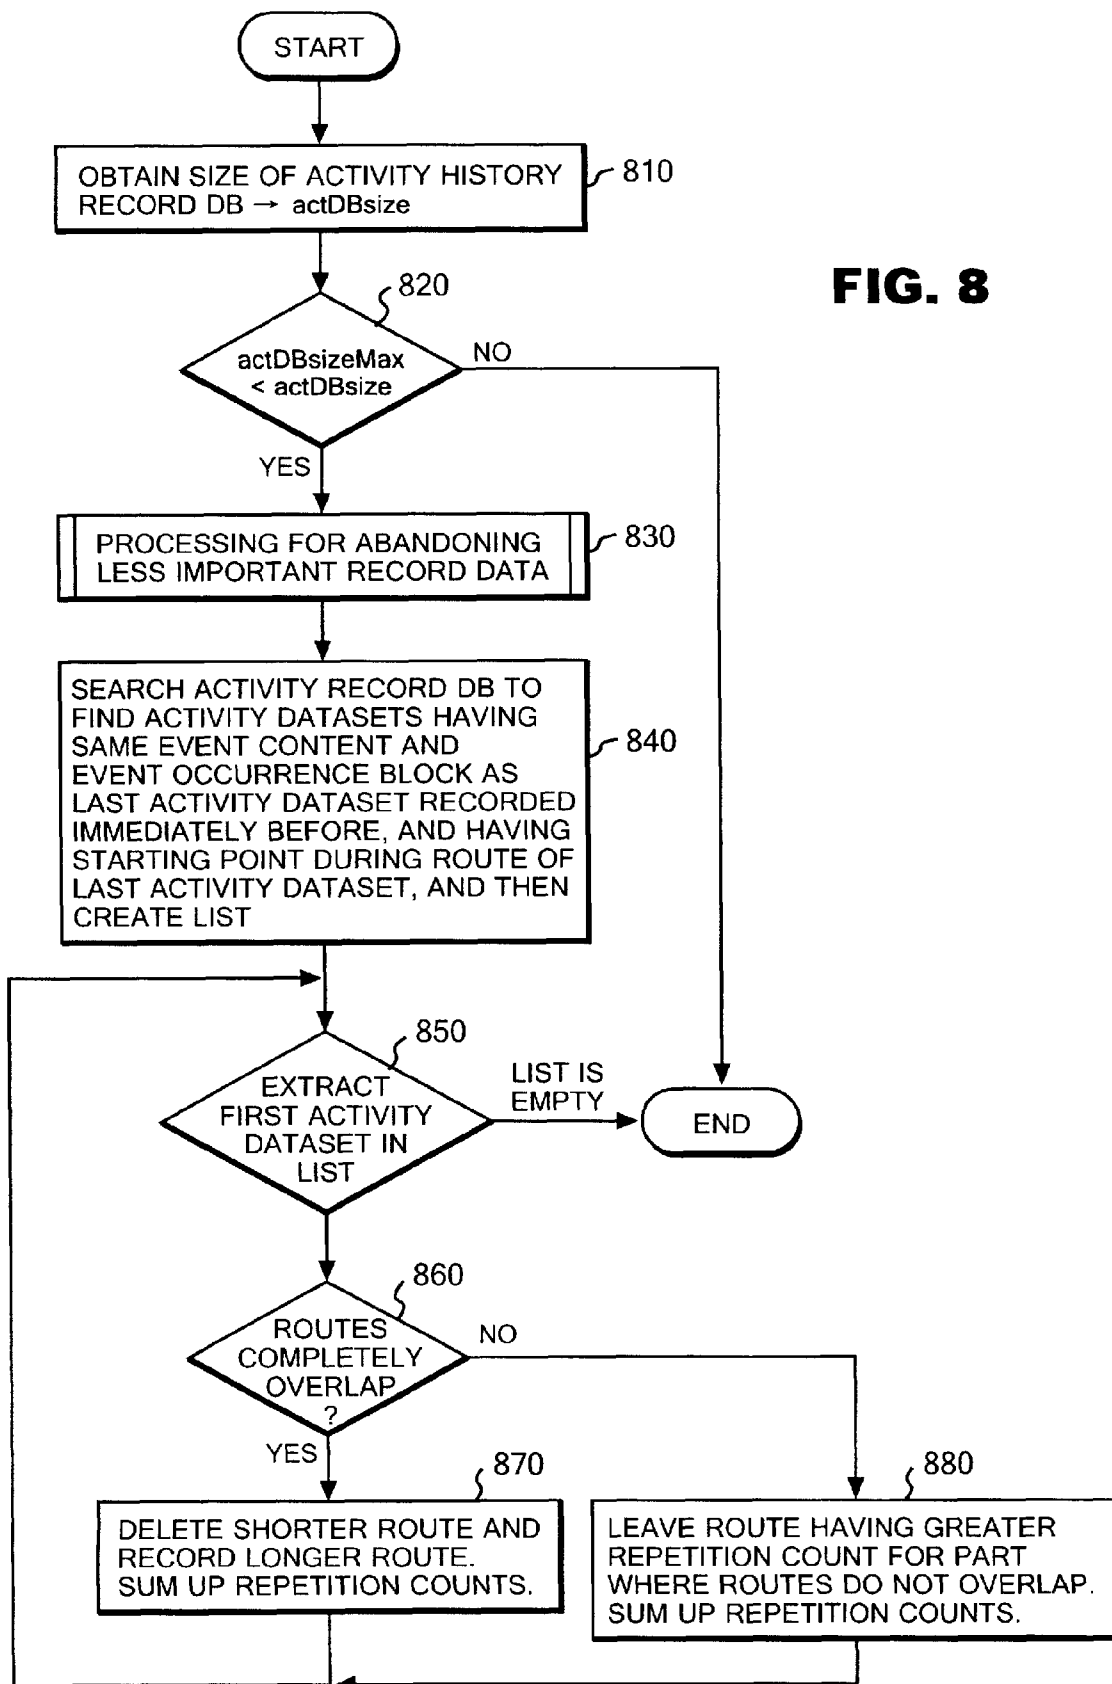 START
OBTAIN SIZE OF ACTIVITY HISTORY
RECORD DB → actDBsize
810
FIG. 8
820
actDBsizeMax
< actDBsize
NO
YES
PROCESSING FOR ABANDONING
LESS IMPORTANT RECORD DATA
830
SEARCH ACTIVITY RECORD DB TO
FIND ACTIVITY DATASETS HAVING
SAME EVENT CONTENT AND
EVENT OCCURRENCE BLOCK AS
LAST ACTIVITY DATASET RECORDED
IMMEDIATELY BEFORE, AND HAVING
STARTING POINT DURING ROUTE OF
LAST ACTIVITY DATASET, AND THEN
CREATE LIST
840
850
EXTRACT
FIRST ACTIVITY
DATASET IN
LIST
LIST IS
EMPTY
END
860
ROUTES
COMPLETELY
OVERLAP
?
NO
YES
870
DELETE SHORTER ROUTE AND
RECORD LONGER ROUTE.
SUM UP REPETITION COUNTS.
880
LEAVE ROUTE HAVING GREATER
REPETITION COUNT FOR PART
WHERE ROUTES DO NOT OVERLAP.
SUM UP REPETITION COUNTS.